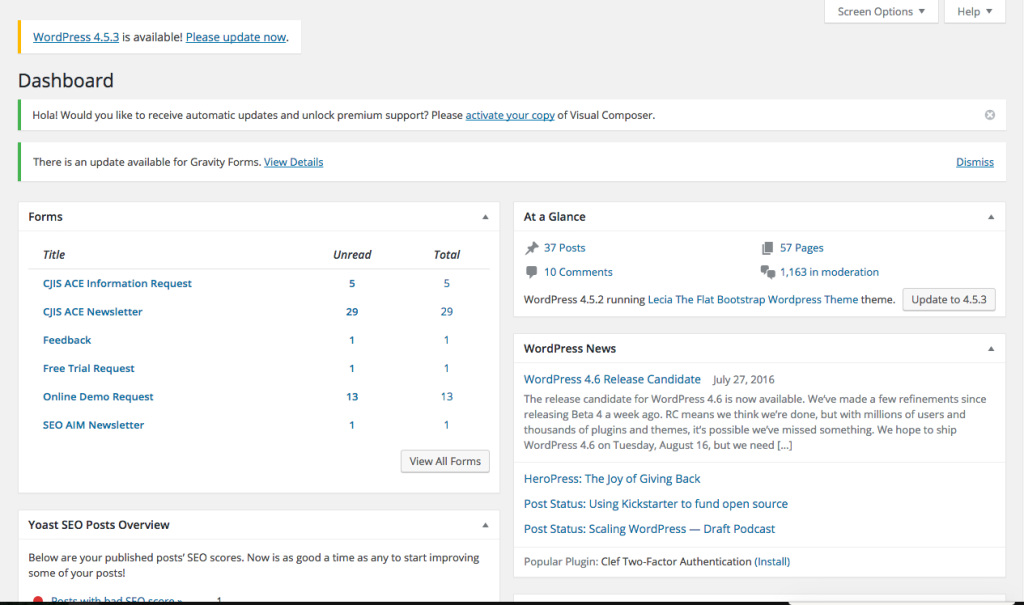 Screen Options ▼
Help ▼
WordPress 4.5.3 is available! Please update now.
Dashboard
Hola! Would you like to receive automatic updates and unlock premium support? Please activate your copy of Visual Composer.
There is an update available for Gravity Forms. View Details
Dismiss
Forms
Title Unread Total
CJIS ACE Information Request 5 5
CJIS ACE Newsletter 29 29
Feedback 1 1
Free Trial Request 1 1
Online Demo Request 13 13
SEO AIM Newsletter 1 1
View All Forms
Yoast SEO Posts Overview
Below are your published posts' SEO scores. Now is as good a time as any to start improving
some of your posts!
Posts with bad SEO score » 1
At a Glance
37 Posts
57 Pages
10 Comments
1,163 in moderation
WordPress 4.5.2 running Lecia The Flat Bootstrap Wordpress Theme theme.
Update to 4.5.3
WordPress News
WordPress 4.6 Release Candidate July 27, 2016
The release candidate for WordPress 4.6 is now available. We've made a few refinements since
releasing Beta 4 a week ago. RC means we think we're done, but with millions of users and
thousands of plugins and themes, it's possible we've missed something. We hope to ship
WordPress 4.6 on Tuesday, August 16, but we need [...]
HeroPress: The Joy of Giving Back
Post Status: Using Kickstarter to fund open source
Post Status: Scaling WordPress — Draft Podcast
Popular Plugin: Clef Two-Factor Authentication (Install)